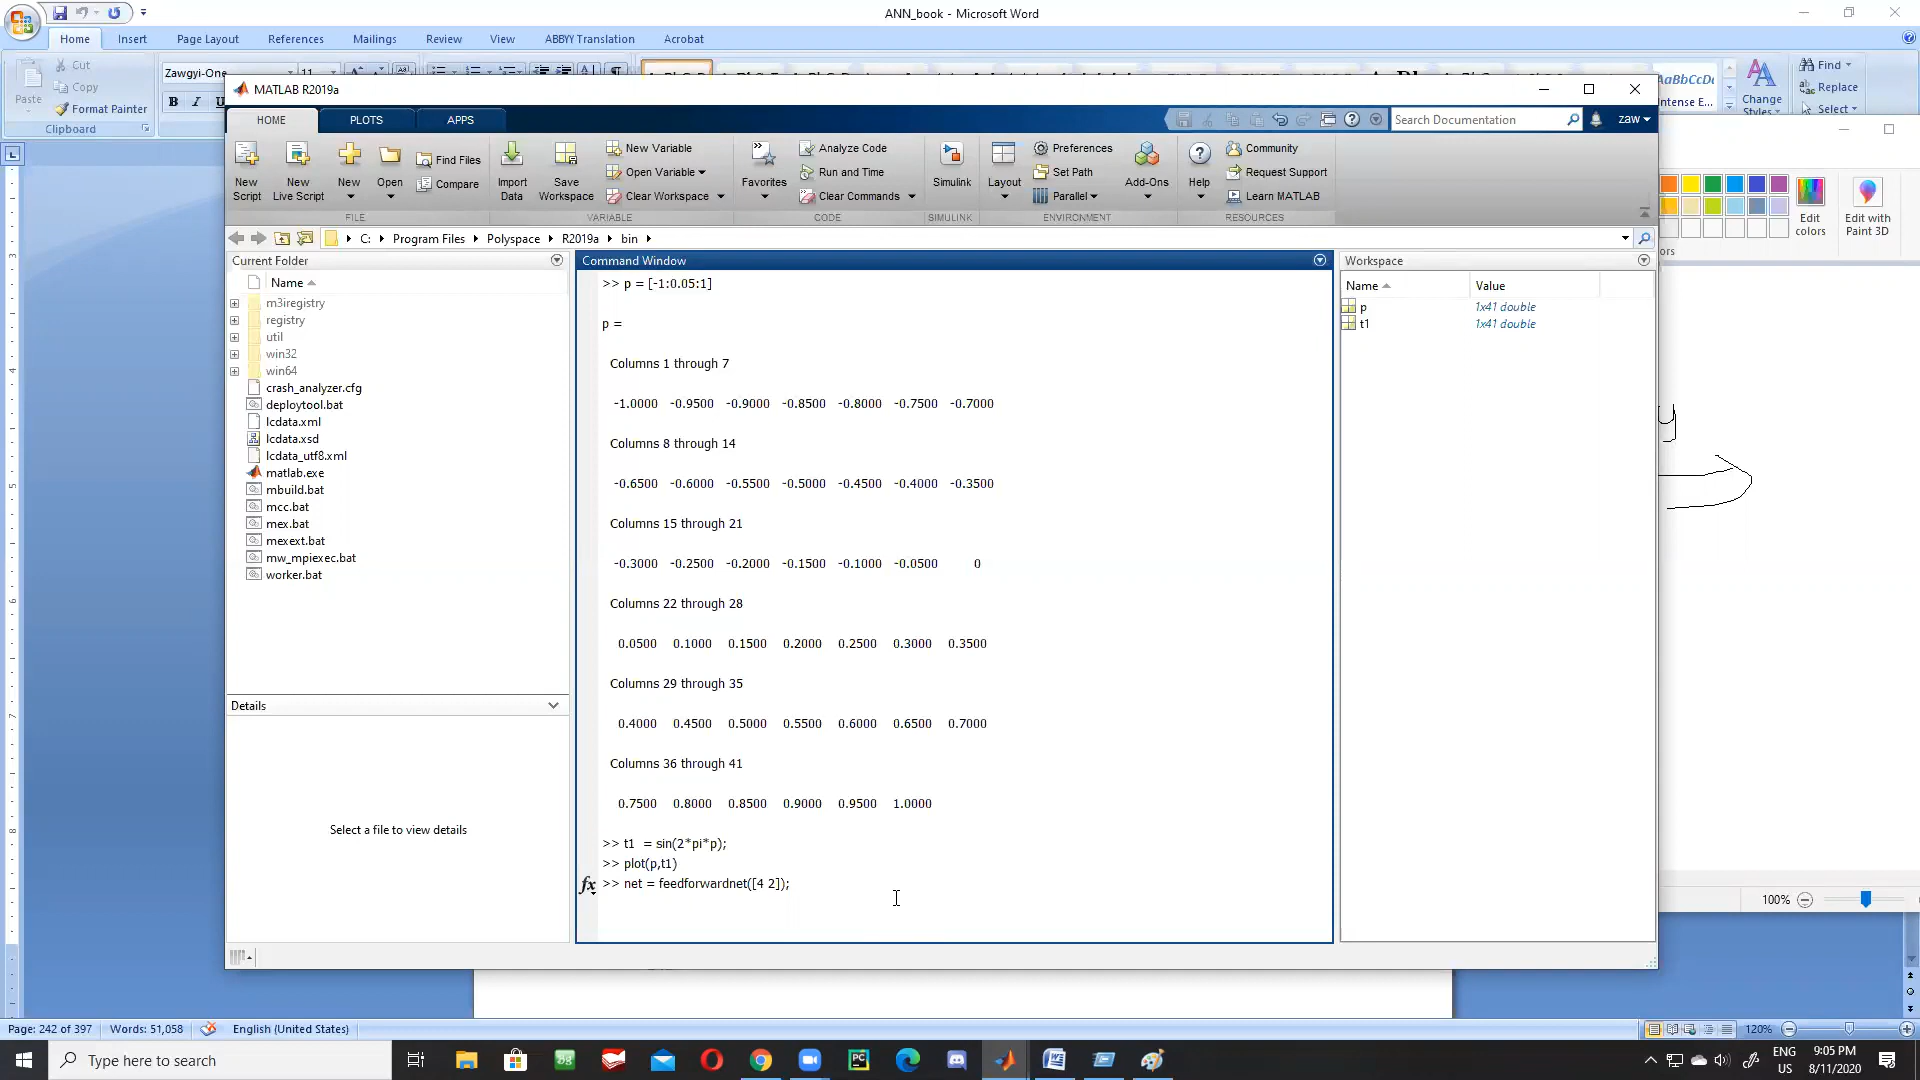 ANN_book - Microsoft Word
Home Insert Page Layout References Mailings Review View ABBYY Translation Acrobat
Cut
Copy
Format Painter
Paste
Clipboard
Zawgyi-One
11
B I U
Find
Replace
Select
Change
Styles
AaBbCcDc
Intense E...
MATLAB R2019a
HOME PLOTS APPS
Search Documentation
zaw
New Script
New Live Script
New
Open
Find Files
Compare
FILE
Import Data
Save Workspace
New Variable
Open Variable
Clear Workspace
VARIABLE
Favorites
Analyze Code
Run and Time
Clear Commands
CODE
Simulink
SIMULINK
Layout
Preferences
Set Path
Parallel
Add-Ons
ENVIRONMENT
Help
Community
Request Support
Learn MATLAB
RESOURCES
Edit colors
Edit with Paint 3D
ors
C: Program Files Polyspace R2019a bin
Current Folder
Name
m3iregistry
registry
util
win32
win64
crash_analyzer.cfg
deploytool.bat
lcdata.xml
lcdata.xsd
lcdata_utf8.xml
matlab.exe
mbuild.bat
mcc.bat
mex.bat
mexext.bat
mw_mpiexec.bat
worker.bat
Details
Select a file to view details
Command Window
>> p = [-1:0.05:1]
p =
Columns 1 through 7
-1.0000 -0.9500 -0.9000 -0.8500 -0.8000 -0.7500 -0.7000
Columns 8 through 14
-0.6500 -0.6000 -0.5500 -0.5000 -0.4500 -0.4000 -0.3500
Columns 15 through 21
-0.3000 -0.2500 -0.2000 -0.1500 -0.1000 -0.0500 0
Columns 22 through 28
0.0500 0.1000 0.1500 0.2000 0.2500 0.3000 0.3500
Columns 29 through 35
0.4000 0.4500 0.5000 0.5500 0.6000 0.6500 0.7000
Columns 36 through 41
0.7500 0.8000 0.8500 0.9000 0.9500 1.0000
>> t1 = sin(2*pi*p);
>> plot(p,t1)
fx >> net = feedforwardnet([4 2]);
Workspace
Name Value
p 1x41 double
t1 1x41 double
100%
Page: 242 of 397 Words: 51,058 English (United States) 120%
Type here to search
ENG
US
9:05 PM
8/11/2020